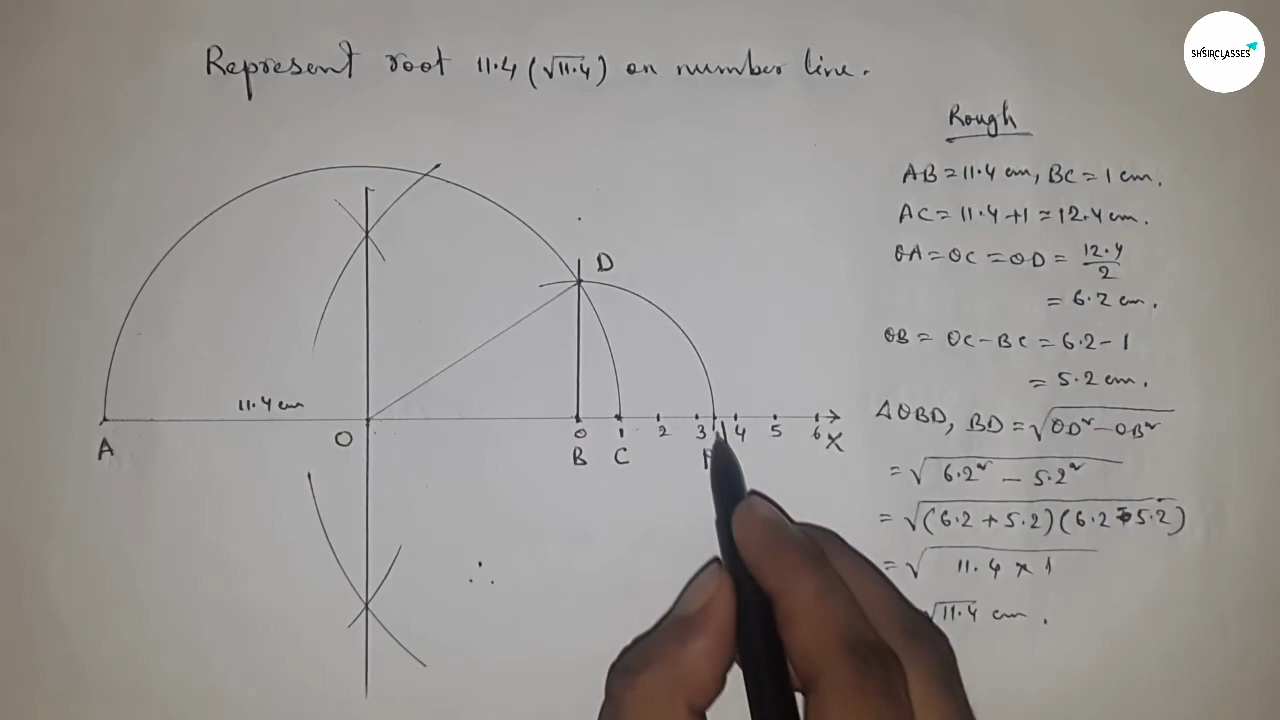 Represent root 11.4 (√11.4) on number line.
SHSIRCLASSES
Rough
AB = 11.4 cm, BC = 1 cm.
AC = 11.4 + 1 = 12.4 cm.
OA = OC = OD = 12.4/2
= 6.2 cm.
OB = OC - BC = 6.2 - 1
= 5.2 cm.
ΔOBD, BD = √OD² - OB²
= √6.2² - 5.2²
= √(6.2 + 5.2)(6.2 - 5.2)
= √11.4 × 1
√11.4 cm.
D
11.4 cm
A
O
0 1 2 3 4 5 6 X
B C
∴